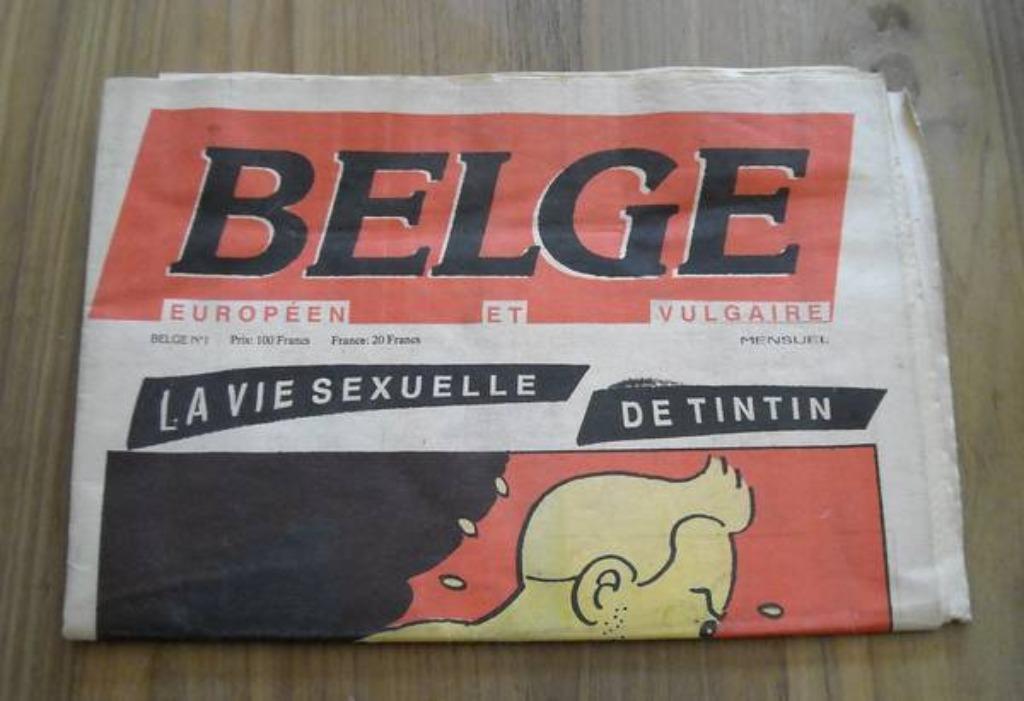 BELGE
EUROPÉEN ET VULGAIRE
BELGE N°1 Prix: 100 Francs France: 20 Francs MENSUEL
LA VIE SEXUELLE DE TINTIN